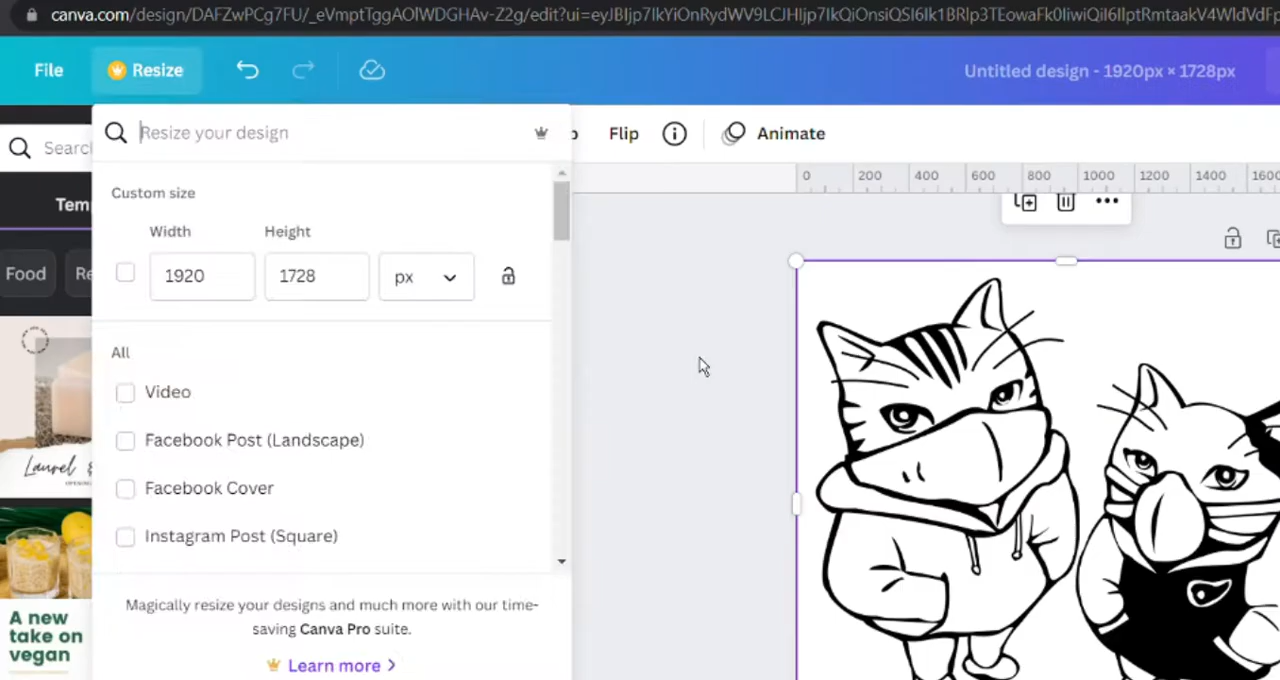 canva.com/design/DAFZwPCg7FU/_eVmptTggAOlWDGHAv-Z2g/edit?ui=
File
Resize
Untitled design - 1920px × 1728px
Resize your design
Flip
Animate
Custom size
Width
Height
1920
1728
px
0 200 400 600 800 1000 1200 1400 1600
All
Video
Facebook Post (Landscape)
Facebook Cover
Instagram Post (Square)
Magically resize your designs and much more with our time-
saving Canva Pro suite.
Learn more >
Searc
Tem
Food
Re
Laurel &
A new
take on
vegan